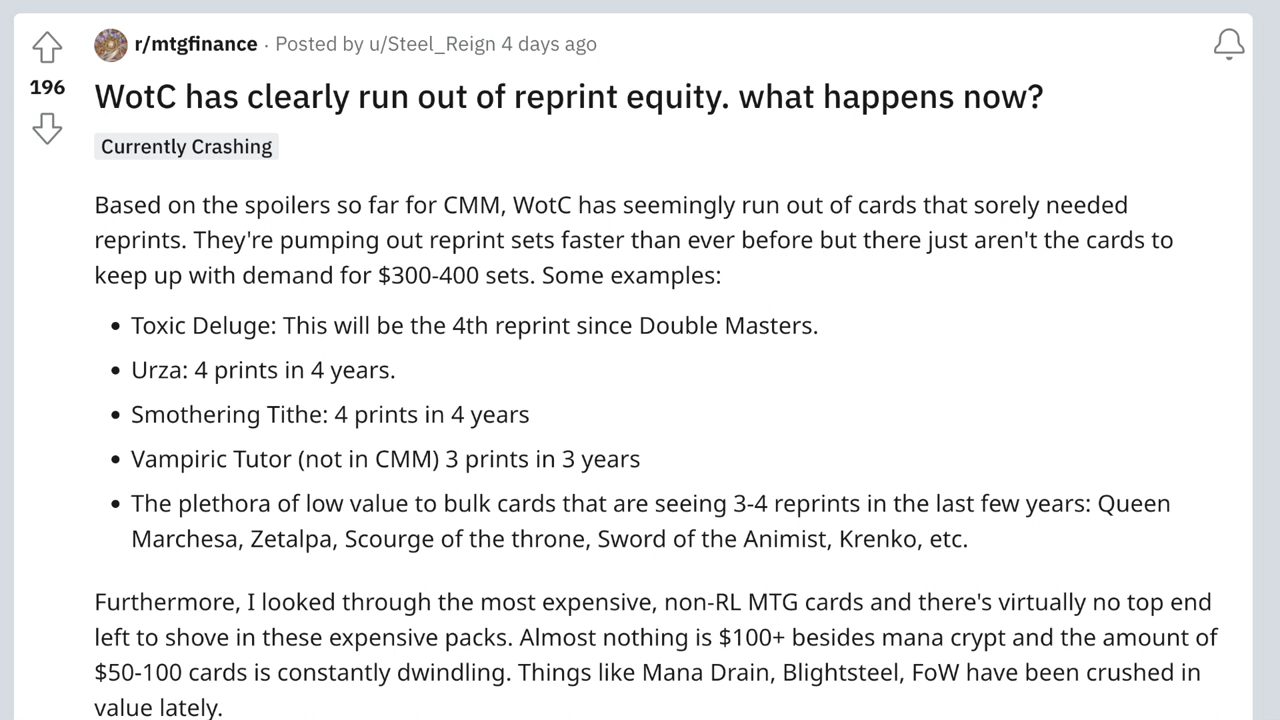 r/mtgfinance · Posted by u/Steel_Reign 4 days ago
196
WotC has clearly run out of reprint equity. what happens now?
Currently Crashing
Based on the spoilers so far for CMM, WotC has seemingly run out of cards that sorely needed
reprints. They're pumping out reprint sets faster than ever before but there just aren't the cards to
keep up with demand for $300-400 sets. Some examples:
• Toxic Deluge: This will be the 4th reprint since Double Masters.
• Urza: 4 prints in 4 years.
• Smothering Tithe: 4 prints in 4 years
• Vampiric Tutor (not in CMM) 3 prints in 3 years
• The plethora of low value to bulk cards that are seeing 3-4 reprints in the last few years: Queen
Marchesa, Zetalpa, Scourge of the throne, Sword of the Animist, Krenko, etc.
Furthermore, I looked through the most expensive, non-RL MTG cards and there's virtually no top end
left to shove in these expensive packs. Almost nothing is $100+ besides mana crypt and the amount of
$50-100 cards is constantly dwindling. Things like Mana Drain, Blightsteel, FoW have been crushed in
value lately.